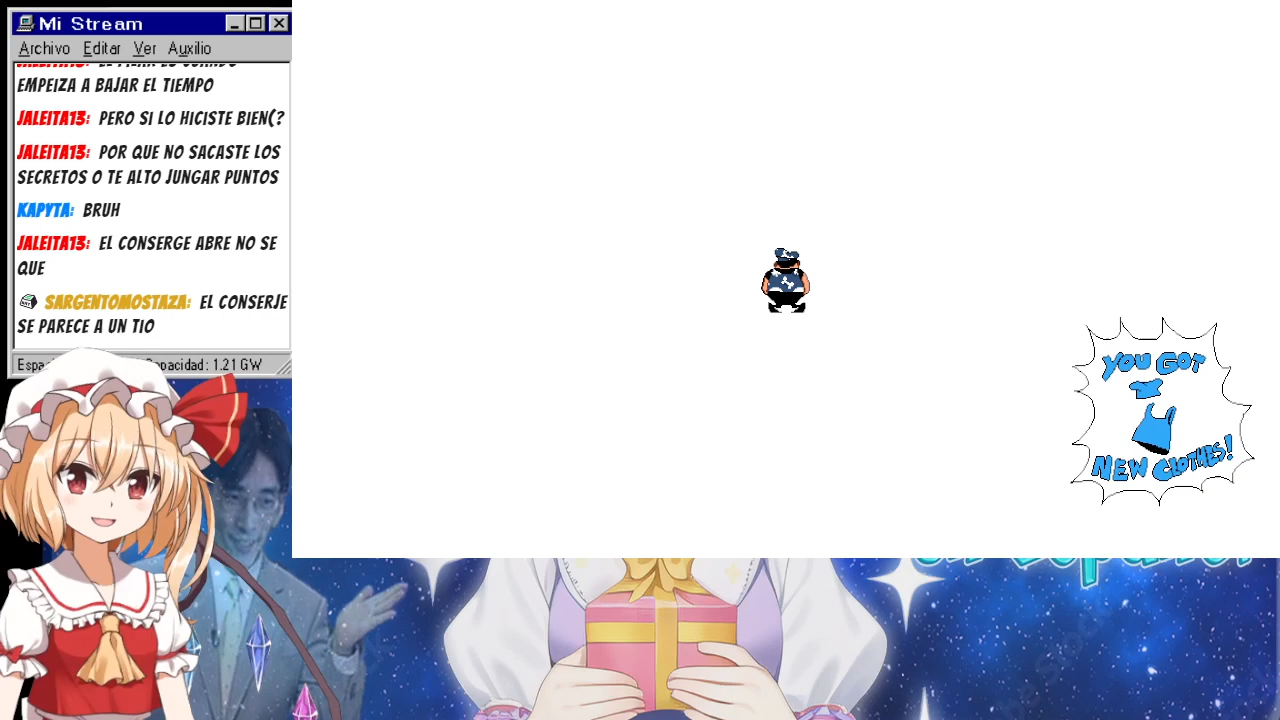 Mi Stream
Archivo Editar Ver Auxilio
EMPEIZA A BAJAR EL TIEMPO
JALEITA13: PERO SI LO HICISTE BIEN(?
JALEITA13: POR QUE NO SACASTE LOS
SECRETOS O TE ALTO JUNGAR PUNTOS
KAPYTA: BRUH
JALEITA13: EL CONSERGE ABRE NO SE
QUE
SARGENTOMOSTAZA: EL CONSERJE
SE PARECE A UN TIO
1.21 GW
YOU GOT
NEW CLOTHES!